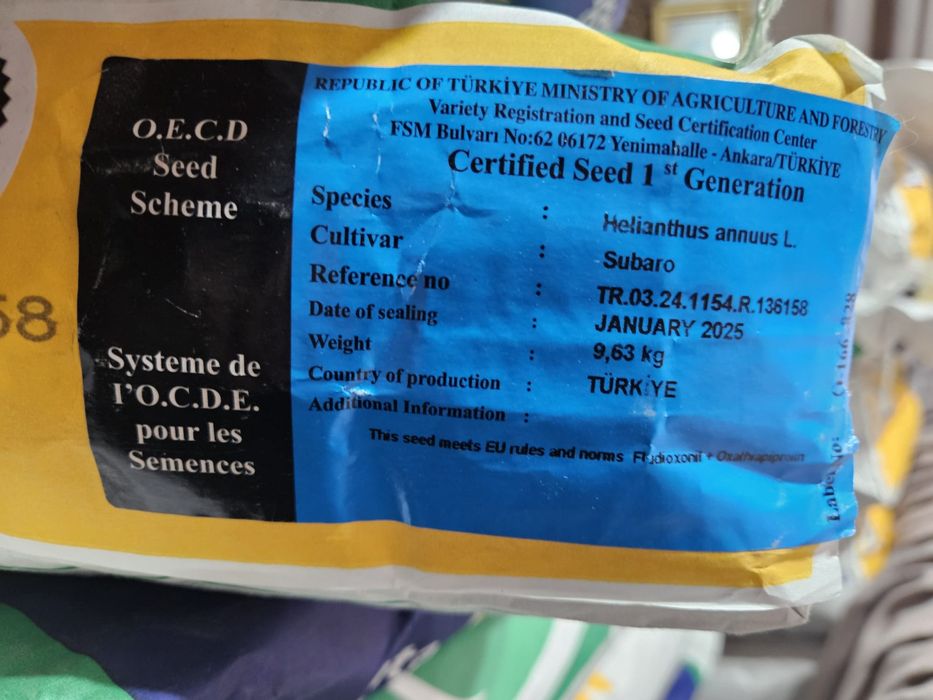 58
O.E.C.D
Seed
Scheme
Systeme de
l'O.C.D.E.
pour les
Semences
REPUBLIC OF TÜRKİYE MINISTRY OF AGRICULTURE AND FORESTRY
Variety Registration and Seed Certification Center
FSM Bulvarı No:62 06172 Yenimahalle - Ankara/TÜRKİYE
Certified Seed 1 st Generation
Species : Helianthus annuus L.
Cultivar : Subaro
Reference no : TR.03.24.1154.R.136158
Date of sealing : JANUARY 2025
Weight : 9,63 kg
Country of production : TÜRKİYE
Additional Information :
This seed meets EU rules and norms Fludioxonil + Oxathiapiprolin
Label No: